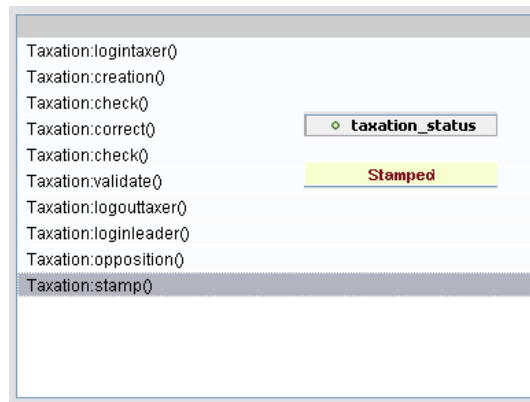 Taxation:logintaxer()
Taxation:creation()
Taxation:check()
Taxation:correct()
Taxation:check()
Taxation:validate()
Taxation:logouttaxer()
Taxation:loginleader()
Taxation:opposition()
Taxation:stamp()
taxation_status
Stamped